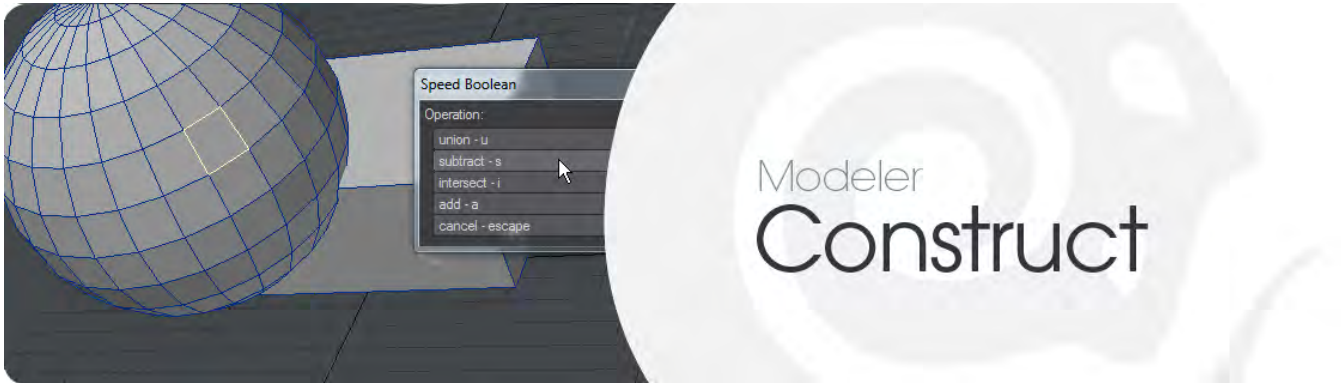 Speed Boolean
Operation:
union - u
subtract - s
intersect - i
add - a
cancel - escape
Modeler
Construct